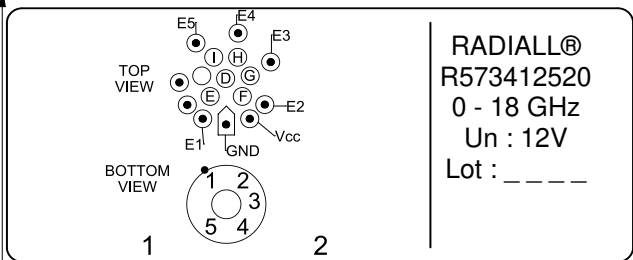 E5
E4
E3
I H
TOP
VIEW
D G
E F
E2
E1
Vcc
GND
BOTTOM
VIEW
1 2
3
5 4
1 2
RADIALL®
R573412520
0 - 18 GHz
Un : 12V
Lot : _ _ _ _